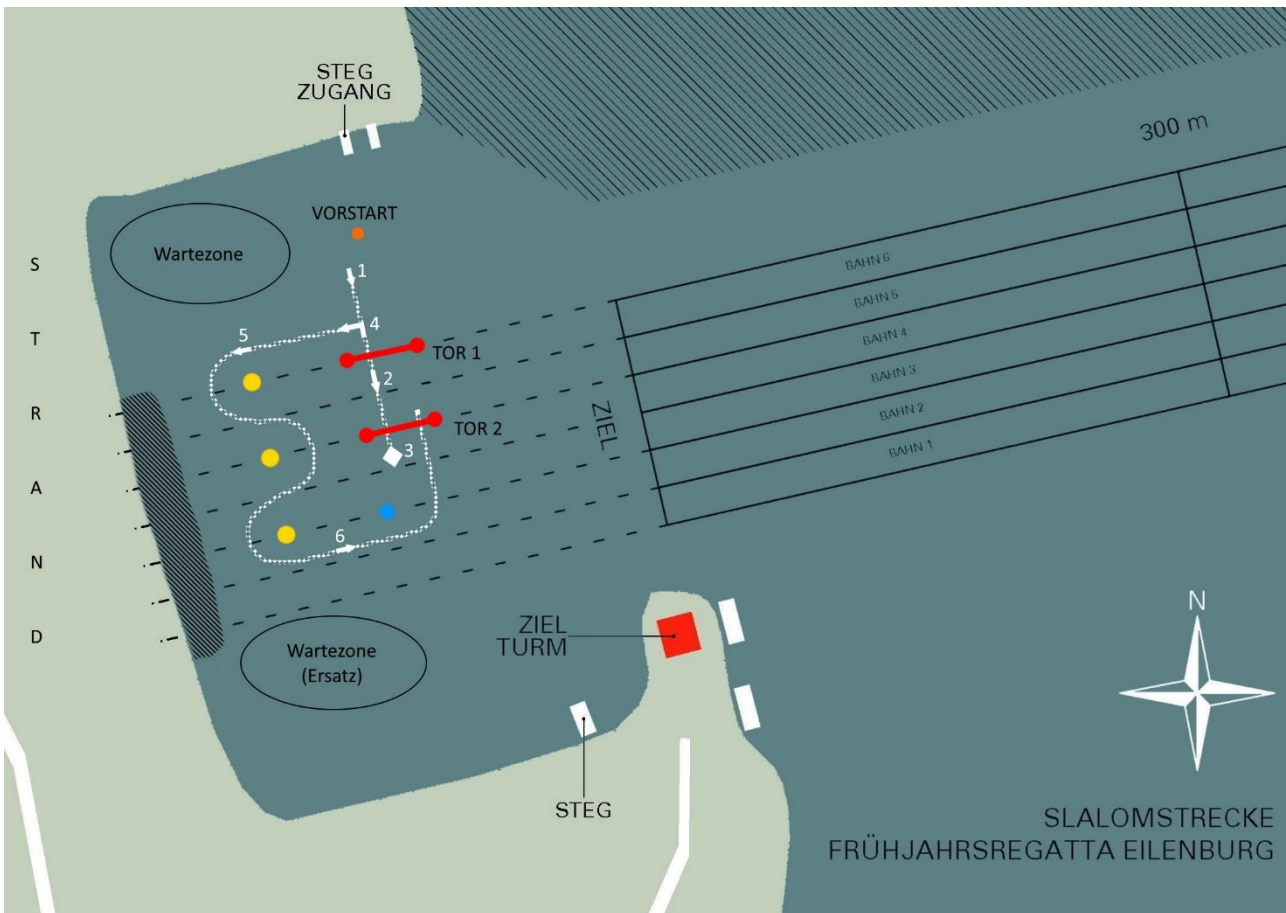 STEG
ZUGANG
300 m
VORSTART
Wartezone
S
T
R
A
N
D
1
4
5
2
3
6
TOR 1
TOR 2
BAHN 6
BAHN 5
BAHN 4
BAHN 3
BAHN 2
BAHN 1
ZIEL
Wartezone
(Ersatz)
ZIEL
TURM
STEG
N
SLALOMSTRECKE
FRÜHJAHRSREGATTA EILENBURG